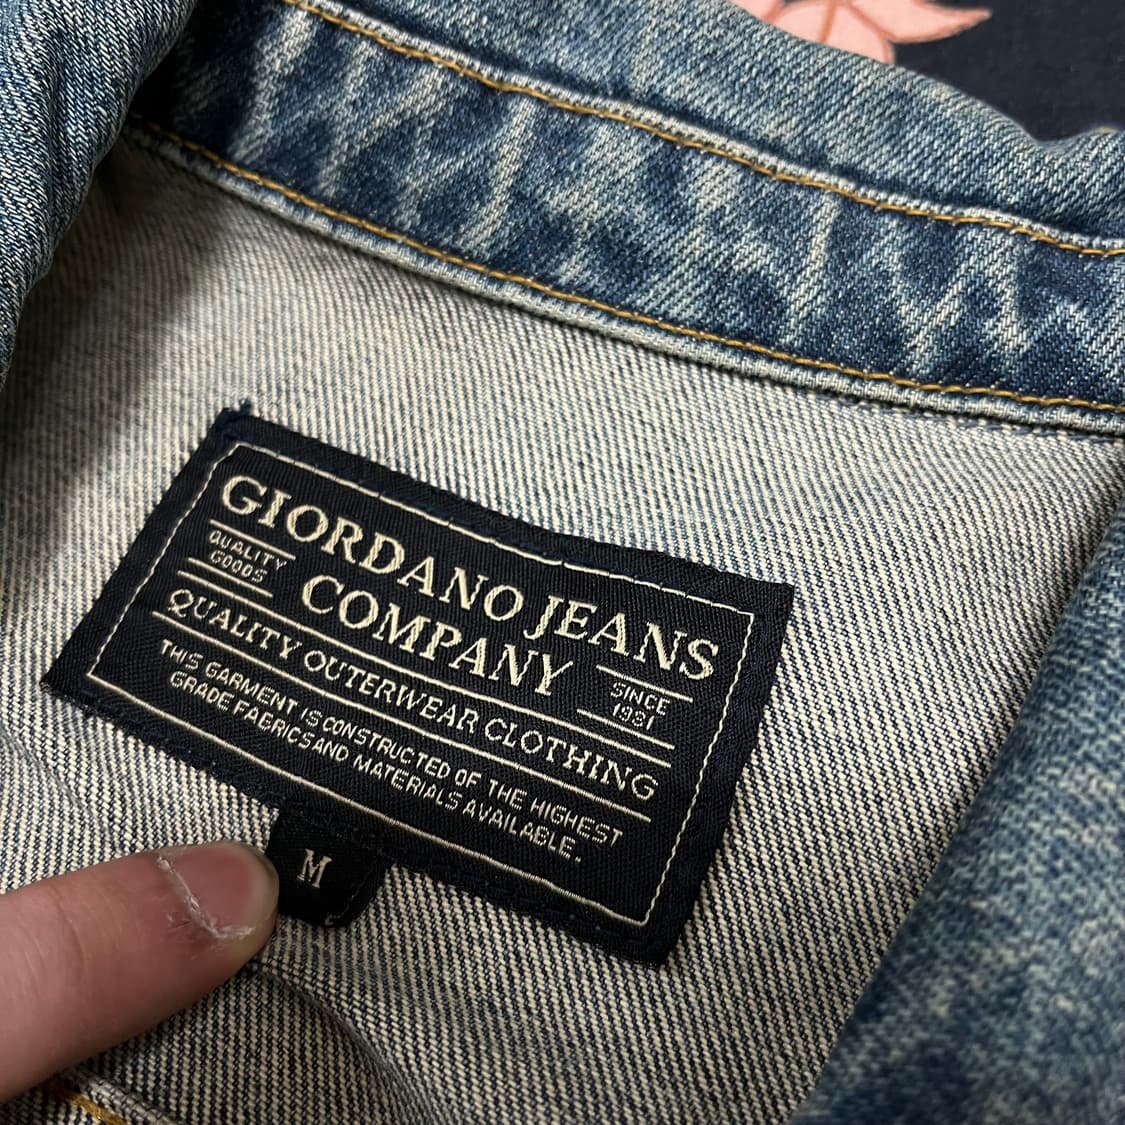 GIORDANO JEANS
QUALITY
GOODS
COMPANY
SINCE
1981
QUALITY OUTERWEAR CLOTHING
THIS GARMENT IS CONSTRUCTED OF THE HIGHEST
GRADE FABRICS AND MATERIALS AVAILABLE.
M